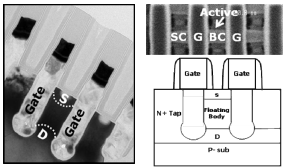 Gate
Gate
S
D
Active
SC G BC G
Gate
Gate
S
N+ Tap
Floating
Body
D
P- sub